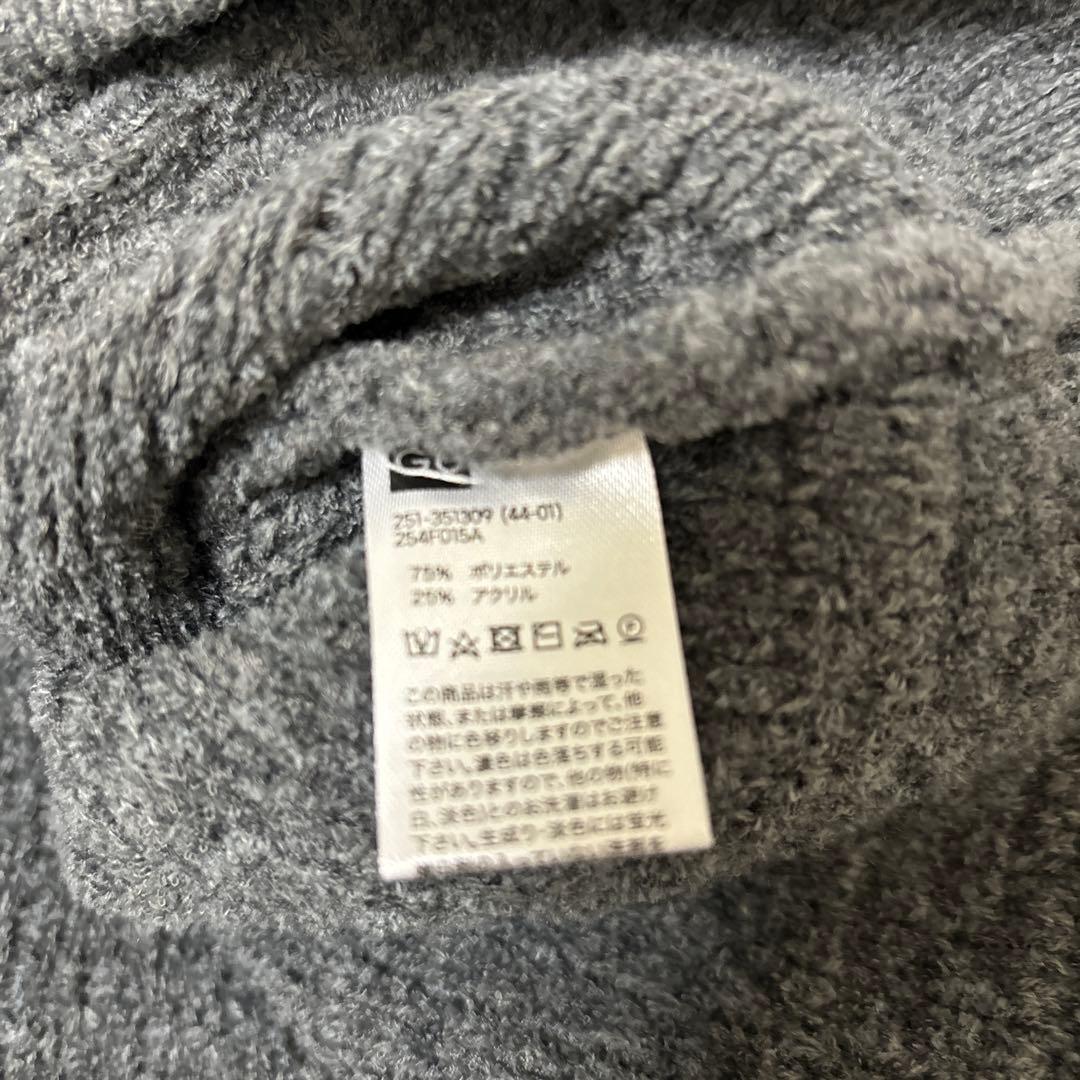 GU
251-351309 (44-01)
254F015A
75% ポリエステル
25% アクリル
この商品は汗や雨等で湿った
状態、または摩擦によって、他
の物に色移りしますのでご注意
下さい。濃色は色落ちする可能
性がありますので、他の物(特に
白、淡色)とのお洗濯はお避け
下さい。生成り・淡色には蛍光